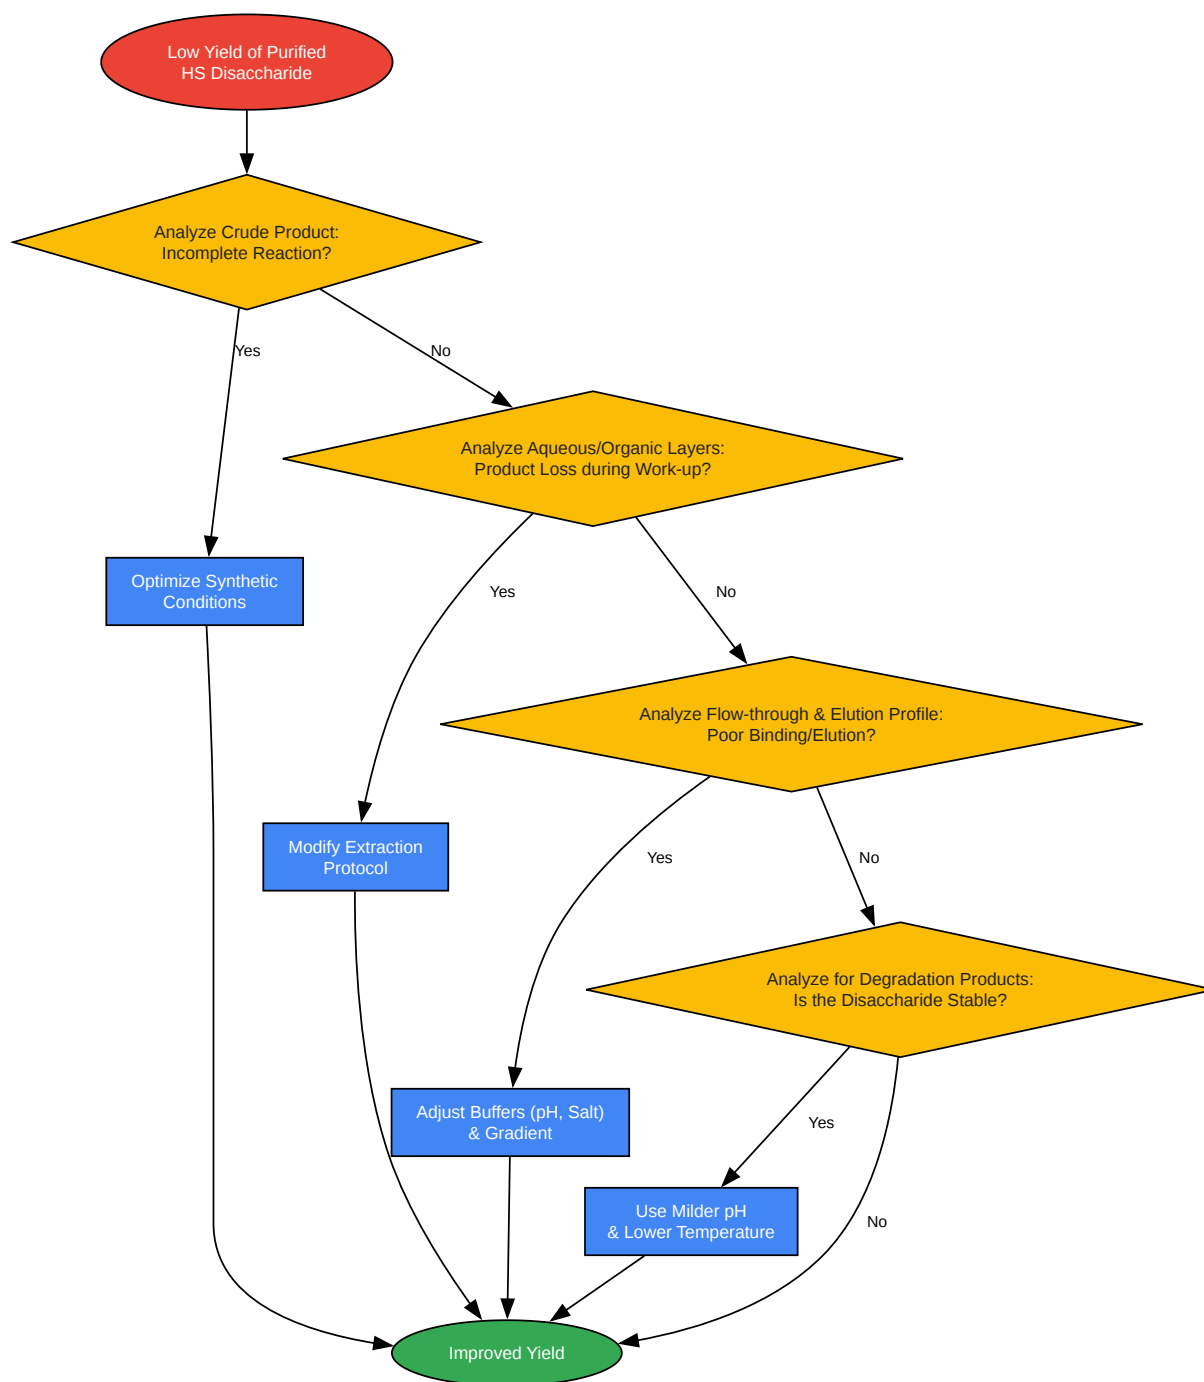 Low Yield of Purified
HS Disaccharide
Analyze Crude Product:
Incomplete Reaction?
Yes
No
Analyze Aqueous/Organic Layers:
Product Loss during Work-up?
Optimize Synthetic
Conditions
Yes
No
Analyze Flow-through & Elution Profile:
Poor Binding/Elution?
Modify Extraction
Protocol
Yes
No
Analyze for Degradation Products:
Is the Disaccharide Stable?
Adjust Buffers (pH, Salt)
& Gradient
Yes
Use Milder pH
& Lower Temperature
No
Improved Yield